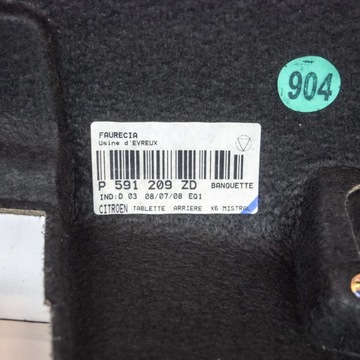 904
FAURECIA
Usine d'EVREUX
P 591 209 ZD BANQUETTE
IND:D 03 08/07/08 EQ1
CITROEN TABLETTE ARRIERE X6 MISTRAL